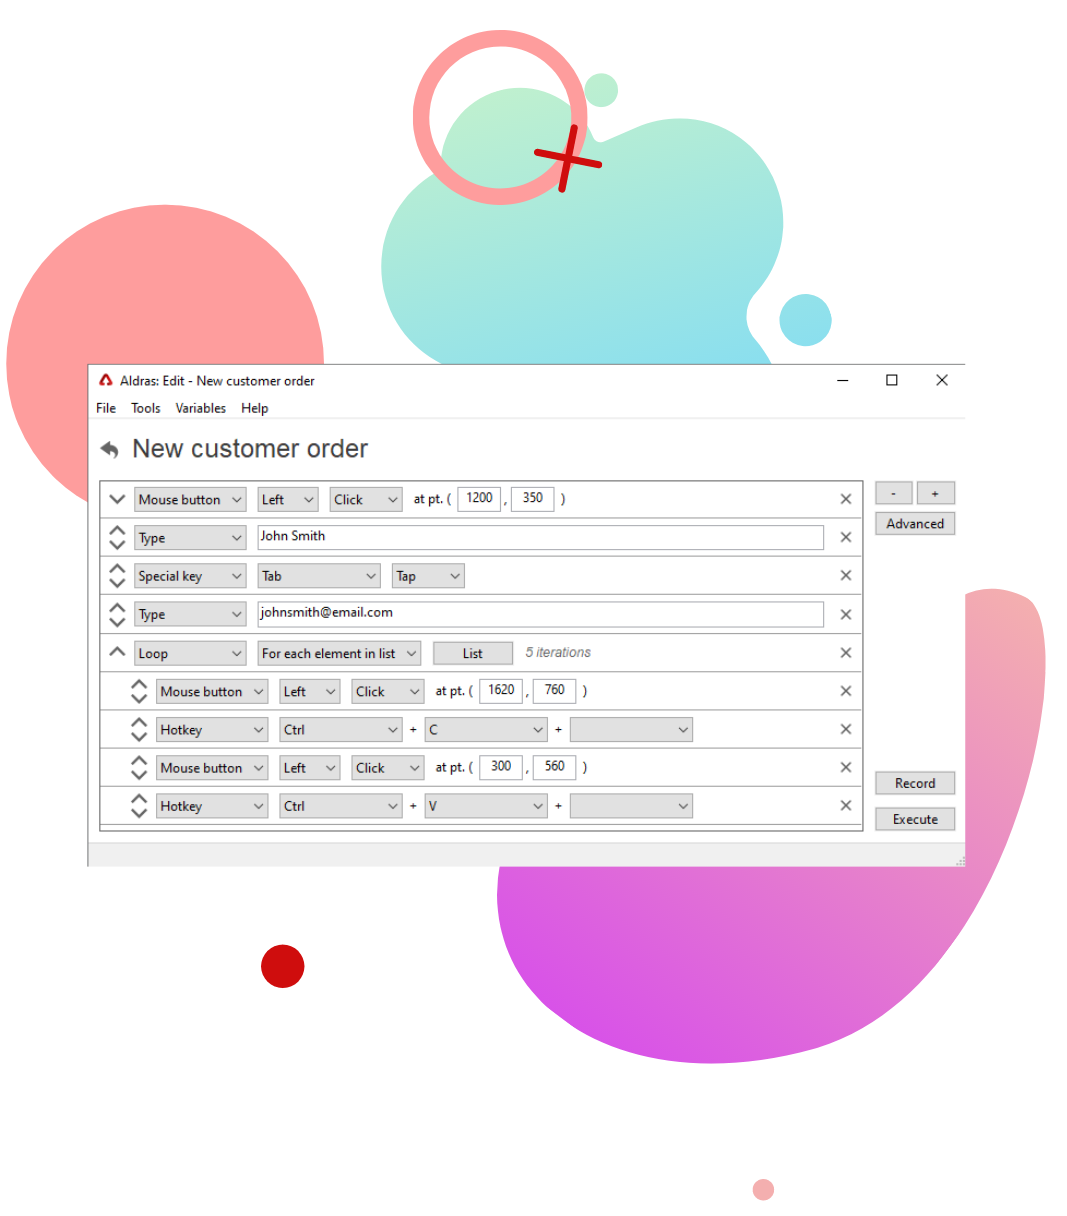 Aldras: Edit - New customer order
File Tools Variables Help
New customer order
Mouse button Left Click at pt. ( 1200 , 350 )
- +
Type John Smith
Advanced
Special key Tab Tap
Type johnsmith@email.com
Loop For each element in list List 5 iterations
Mouse button Left Click at pt. ( 1620 , 760 )
Hotkey Ctrl + C +
Mouse button Left Click at pt. ( 300 , 560 )
Record
Hotkey Ctrl + V +
Execute